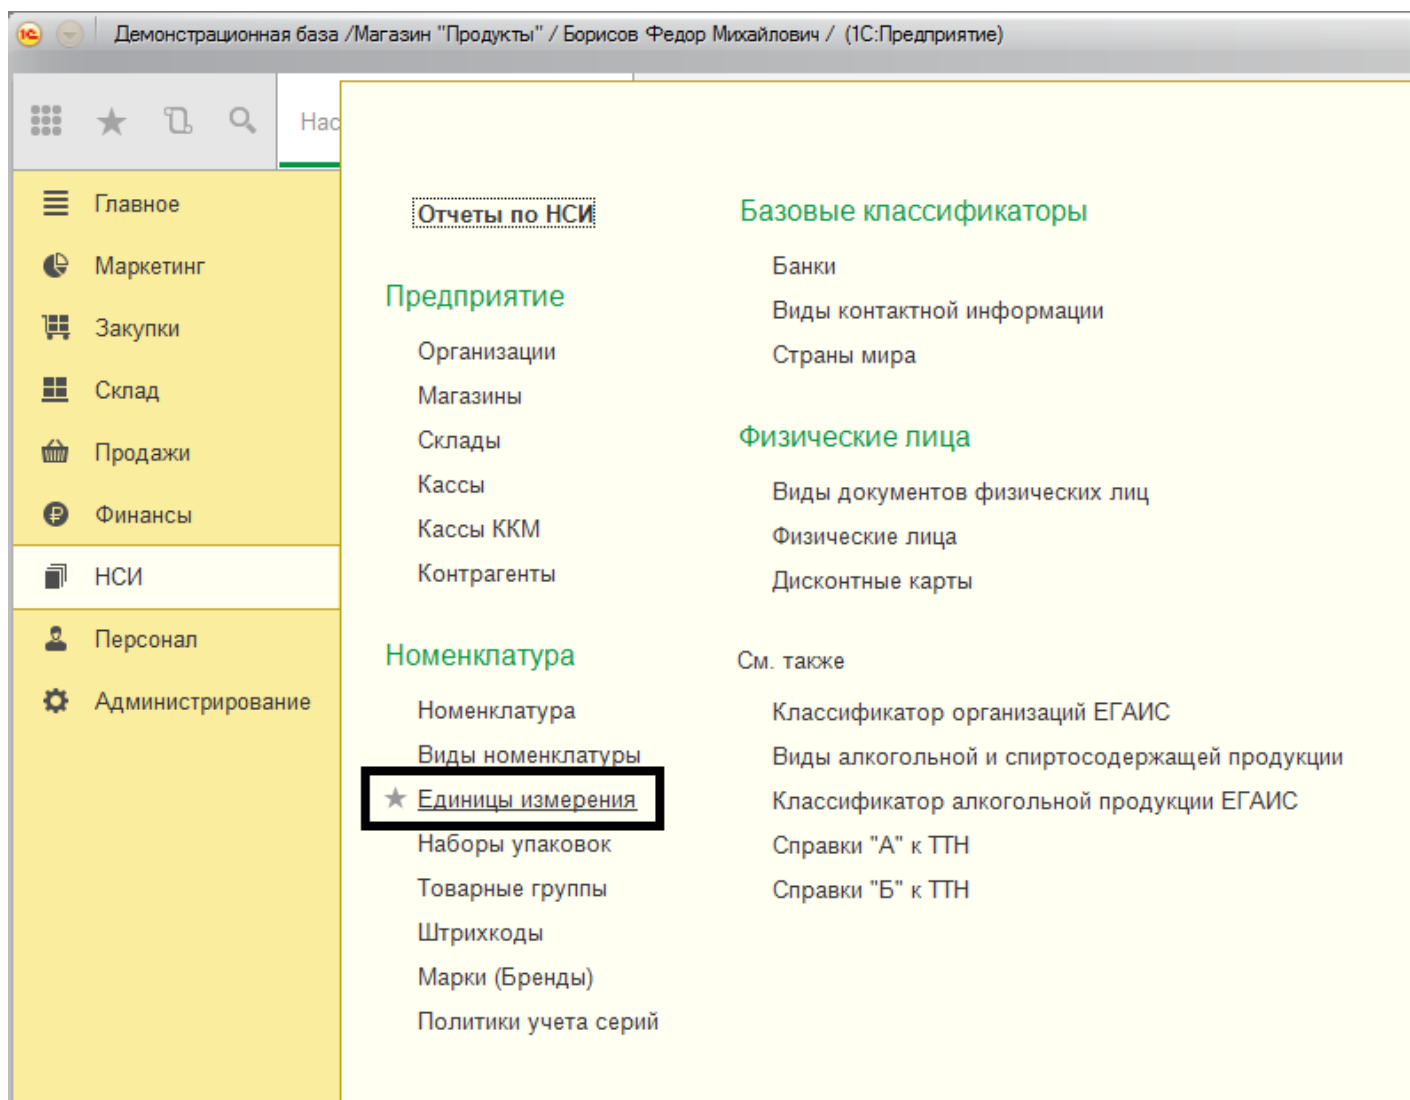 1С Демонстрационная база /Магазин "Продукты" / Борисов Федор Михайлович / (1С:Предприятие)
Нас
Главное
Маркетинг
Закупки
Склад
Продажи
Финансы
НСИ
Персонал
Администрирование
Отчеты по НСИ
Предприятие
Организации
Магазины
Склады
Кассы
Кассы ККМ
Контрагенты
Номенклатура
Номенклатура
Виды номенклатуры
Единицы измерения
Наборы упаковок
Товарные группы
Штрихкоды
Марки (Бренды)
Политики учета серий
Базовые классификаторы
Банки
Виды контактной информации
Страны мира
Физические лица
Виды документов физических лиц
Физические лица
Дисконтные карты
См. также
Классификатор организаций ЕГАИС
Виды алкогольной и спиртосодержащей продукции
Классификатор алкогольной продукции ЕГАИС
Справки "А" к ТТН
Справки "Б" к ТТН